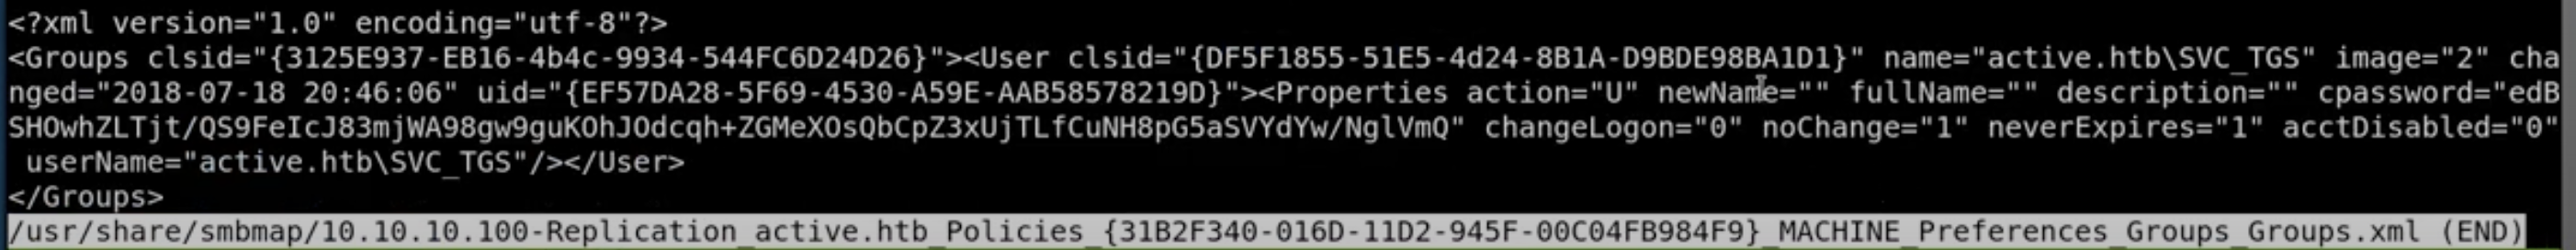 <?xml version="1.0" encoding="utf-8"?>
<Groups clsid="{3125E937-EB16-4b4c-9934-544FC6D24D26}"><User clsid="{DF5F1855-51E5-4d24-8B1A-D9BDE98BA1D1}" name="active.htb\SVC_TGS" image="2" cha
nged="2018-07-18 20:46:06" uid="{EF57DA28-5F69-4530-A59E-AAB58578219D}"><Properties action="U" newName="" fullName="" description="" cpassword="edB
SHOwhZLTjt/QS9FeIcJ83mjWA98gw9guKOhJOdcqh+ZGMeXOsQbCpZ3xUjTLfCuNH8pG5aSVYdYw/NglVmQ" changeLogon="0" noChange="1" neverExpires="1" acctDisabled="0"
 userName="active.htb\SVC_TGS"/></User>
</Groups>
/usr/share/smbmap/10.10.10.100-Replication_active.htb_Policies_{31B2F340-016D-11D2-945F-00C04FB984F9}_MACHINE_Preferences_Groups_Groups.xml (END)